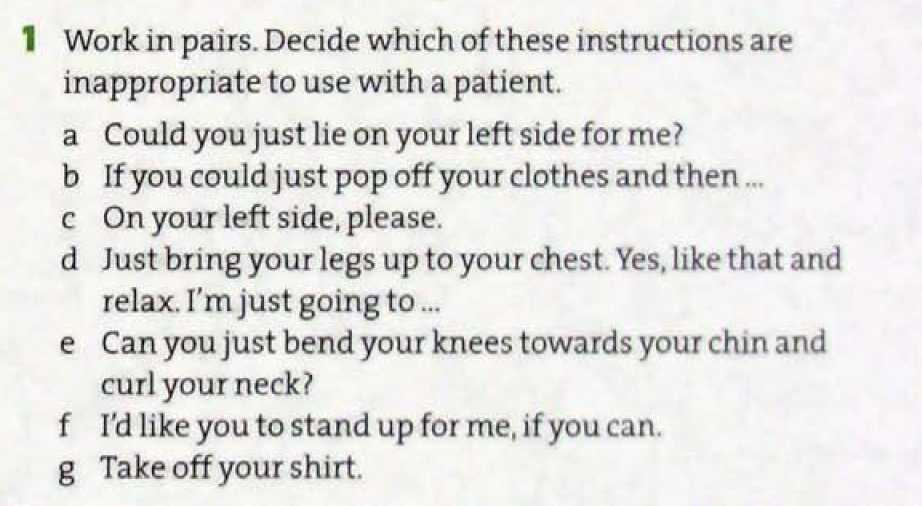 1 Work in pairs. Decide which of these instructions are
inappropriate to use with a patient.
a Could you just lie on your left side for me?
b If you could just pop off your clothes and then ...
c On your left side, please.
d Just bring your legs up to your chest. Yes, like that and
relax. I'm just going to ...
e Can you just bend your knees towards your chin and
curl your neck?
f I'd like you to stand up for me, if you can.
g Take off your shirt.